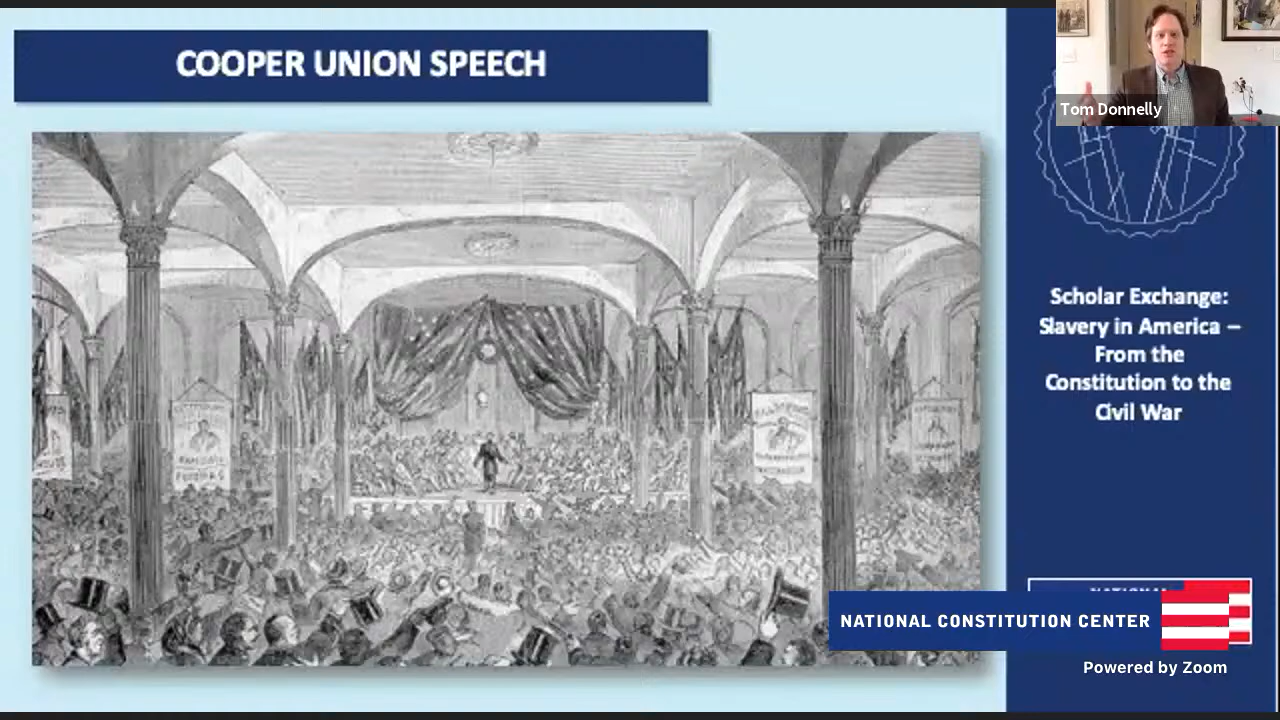 COOPER UNION SPEECH
Tom Donnelly
Scholar Exchange:
Slavery in America –
From the
Constitution to the
Civil War
NATIONAL
NATIONAL CONSTITUTION CENTER
Powered by Zoom